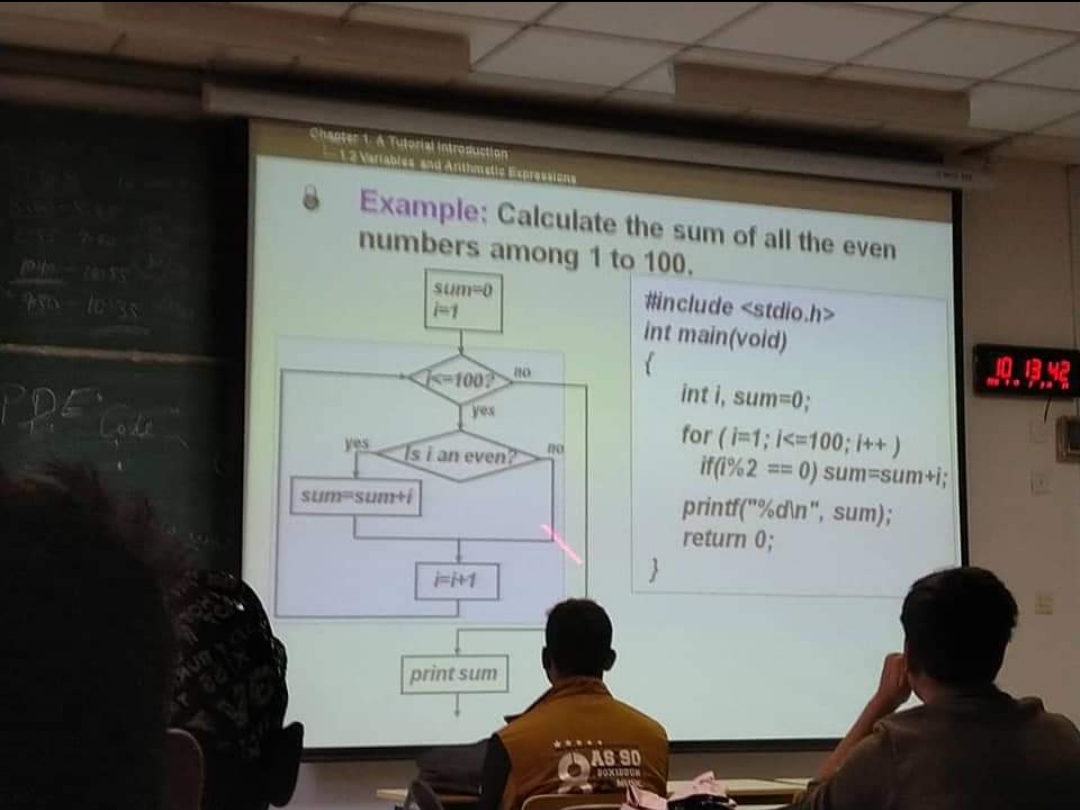 Chapter 1. A Tutorial Introduction
1.2 Variables and Arithmetic Expressions
Example: Calculate the sum of all the even
numbers among 1 to 100.
sum=0
i=1
i<=100?
no
yes
Is i an even?
yes
no
sum=sum+i
i=i+1
print sum
#include <stdio.h>
int main(void)
{
int i, sum=0;
for ( i=1; i<=100; i++ )
if(i%2 == 0) sum=sum+i;
printf("%d\n", sum);
return 0;
}
10 13 42
PDF
Code
AS 90